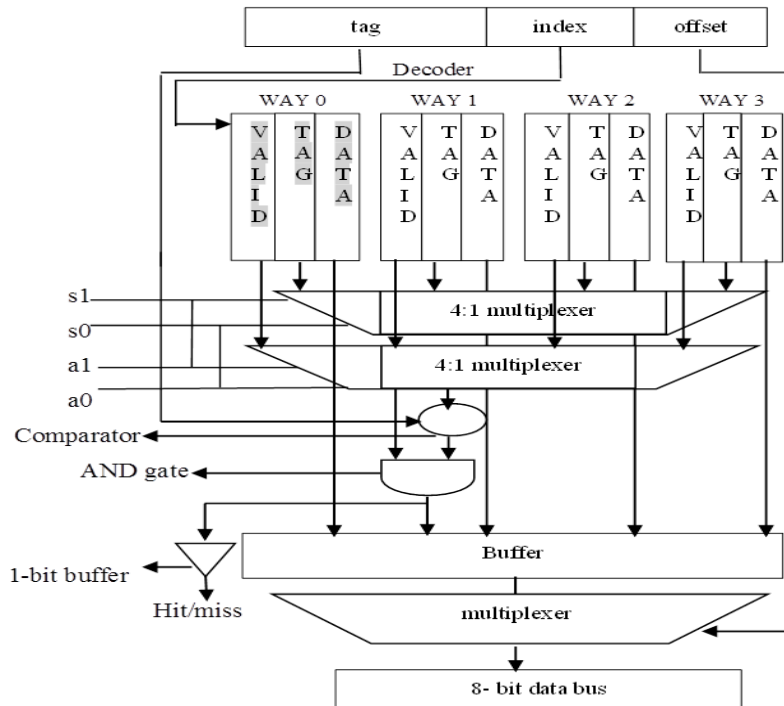 tag index offset
Decoder
WAY 0 WAY 1 WAY 2 WAY 3
VALID TAG DATA VALID TAG DATA VALID TAG DATA VALID TAG DATA
s1
4:1 multiplexer
s0
a1
4:1 multiplexer
a0
Comparator
AND gate
Buffer
1-bit buffer
Hit/miss
multiplexer
8- bit data bus